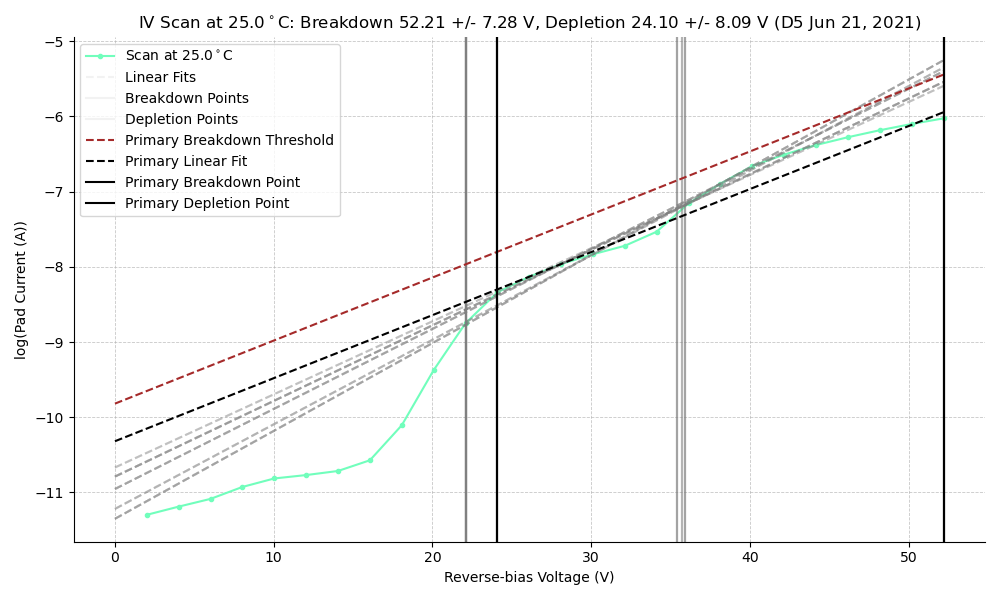 IV Scan at 25.0°C: Breakdown 52.21 +/- 7.28 V, Depletion 24.10 +/- 8.09 V (D5 Jun 21, 2021)
Scan at 25.0°C
Linear Fits
Breakdown Points
Depletion Points
Primary Breakdown Threshold
Primary Linear Fit
Primary Breakdown Point
Primary Depletion Point
log(Pad Current (A))
−5
−6
−7
−8
−9
−10
−11
0 10 20 30 40 50
Reverse-bias Voltage (V)